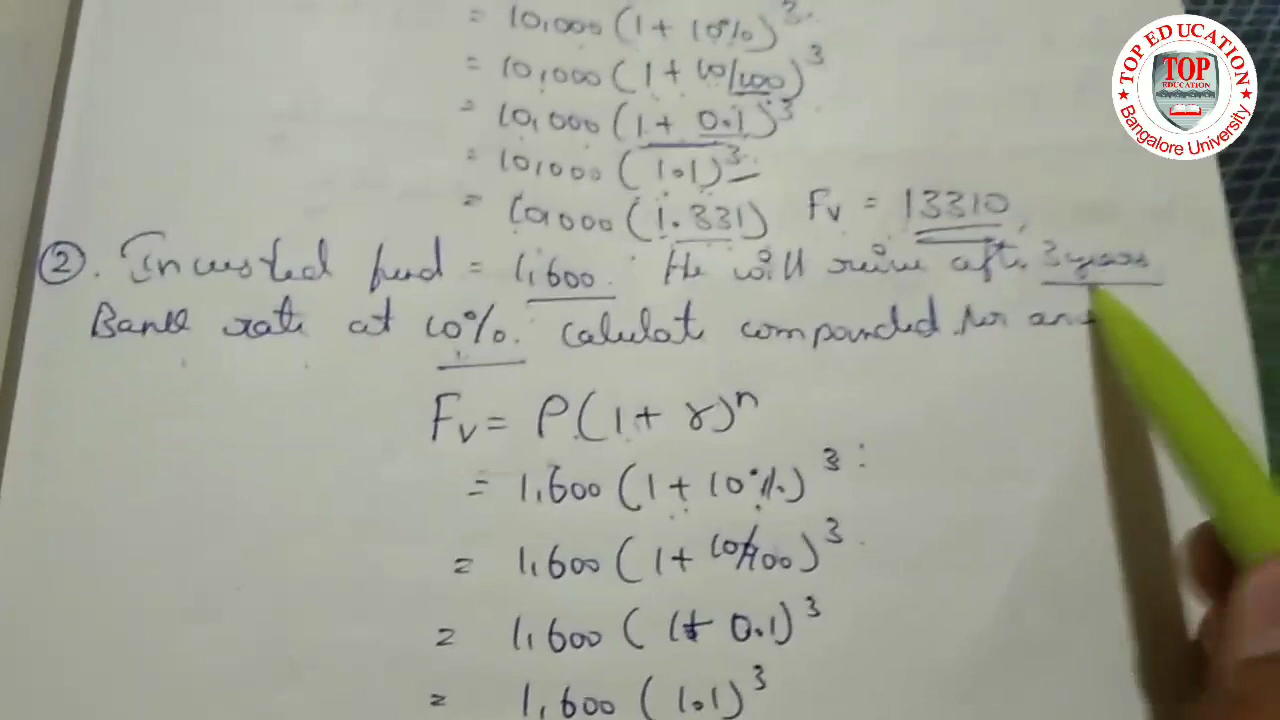 = 10,000 (1 + 10%)³
= 10,000 (1 + 10/100)³
= 10,000 (1 + 0.1)³
= 10,000 (1.1)³
= 10,000 (1.331) Fv = 13310
TOP EDUCATION
TOP
EDUCATION
Bangalore University
② . Invested fund = 1,600. He will after 3 years
Bank rate at 10%. calculate compounded
Fv = P(1 + r)ⁿ
= 1,600 (1 + 10%)³
= 1,600 (1 + 10/100)³
= 1,600 (1+ 0.1)³
= 1,600 (1.1)³